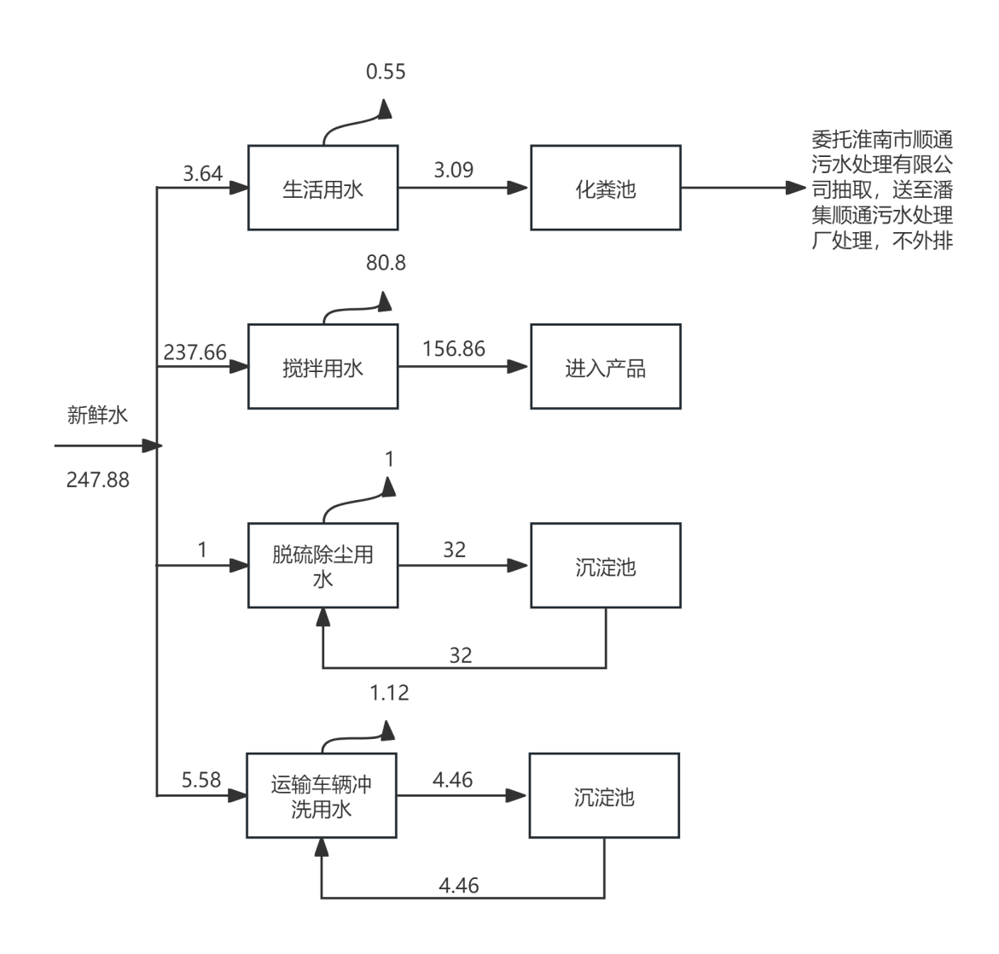 0.55
3.64
生活用水
3.09
化粪池
委托淮南市顺通
污水处理有限公
司抽取，送至潘
集顺通污水处理
厂处理，不外排
80.8
237.66
搅拌用水
156.86
进入产品
新鲜水
247.88
1
1
脱硫除尘用
水
32
沉淀池
32
1.12
5.58
运输车辆冲
洗用水
4.46
沉淀池
4.46